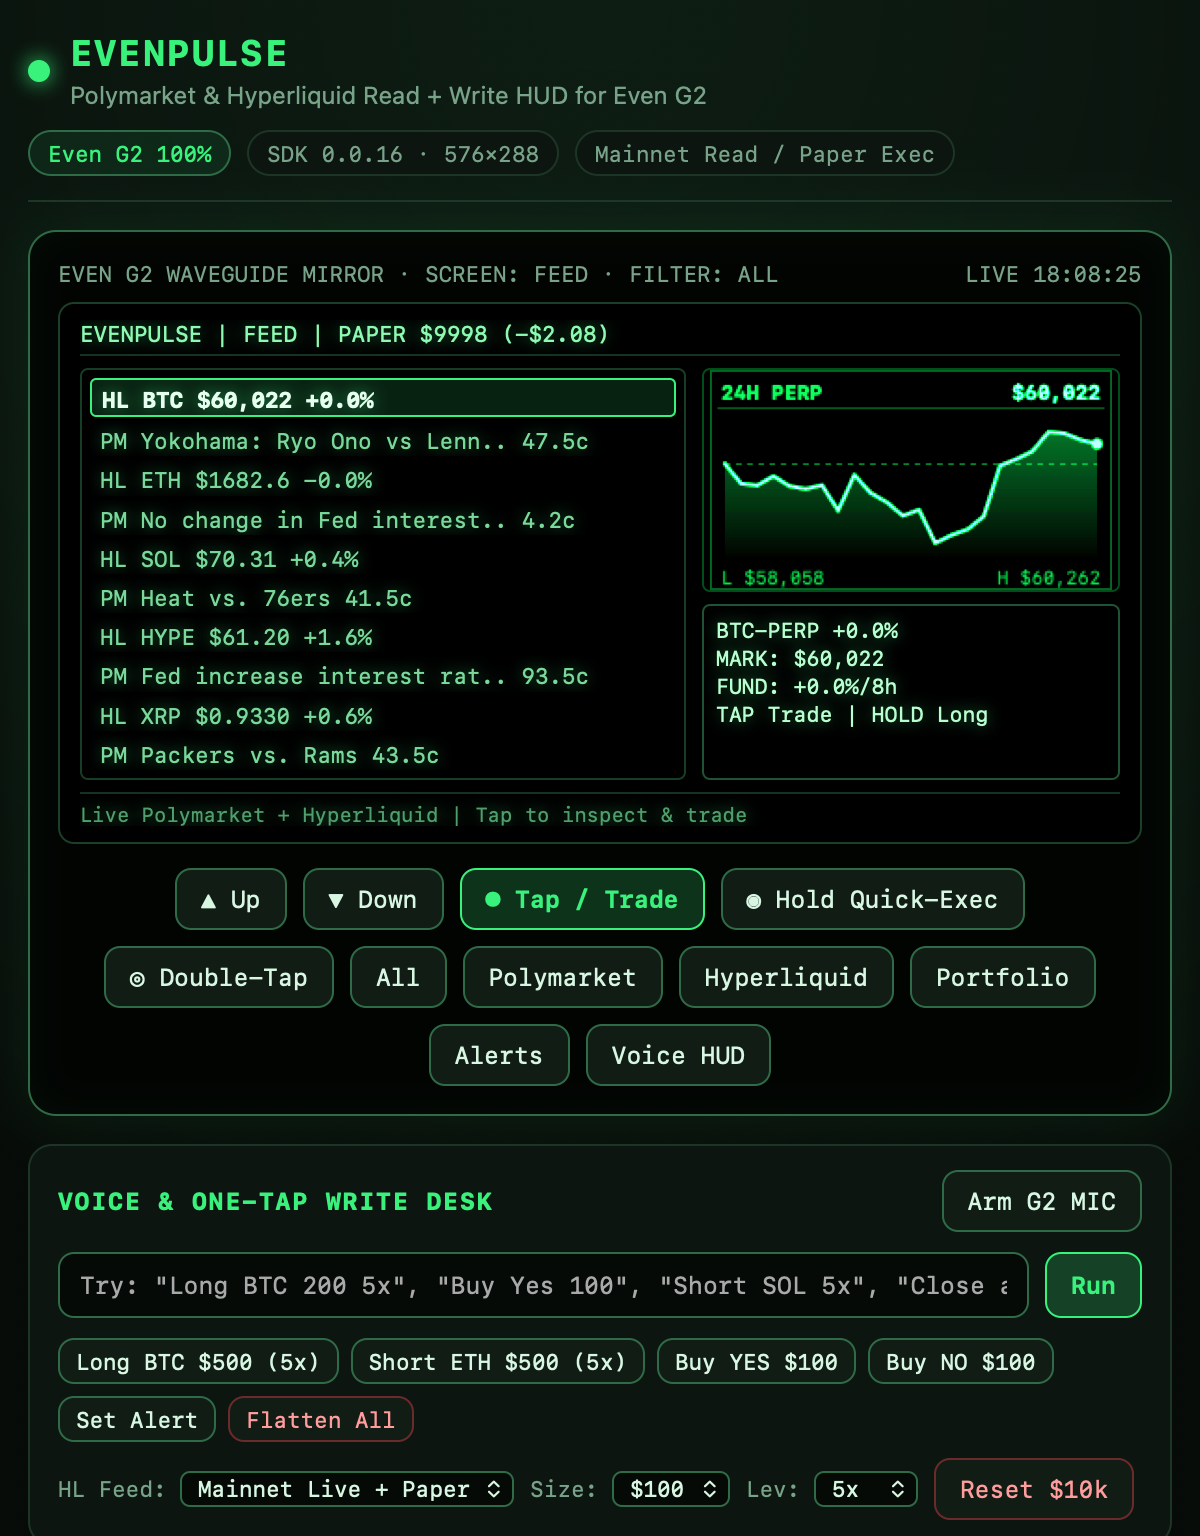 EVENPULSE
Polymarket & Hyperliquid Read + Write HUD for Even G2
Even G2 100%
SDK 0.0.16 · 576×288
Mainnet Read / Paper Exec
EVEN G2 WAVEGUIDE MIRROR · SCREEN: FEED · FILTER: ALL
LIVE 18:08:25
EVENPULSE | FEED | PAPER $9998 (−$2.08)
HL BTC $60,022 +0.0%
PM Yokohama: Ryo Ono vs Lenn.. 47.5c
HL ETH $1682.6 −0.0%
PM No change in Fed interest.. 4.2c
HL SOL $70.31 +0.4%
PM Heat vs. 76ers 41.5c
HL HYPE $61.20 +1.6%
PM Fed increase interest rat.. 93.5c
HL XRP $0.9330 +0.6%
PM Packers vs. Rams 43.5c
24H PERP
$60,022
L $58,058
H $60,262
BTC−PERP +0.0%
MARK: $60,022
FUND: +0.0%/8h
TAP Trade | HOLD Long
Live Polymarket + Hyperliquid | Tap to inspect & trade
▲ Up
▼ Down
● Tap / Trade
◉ Hold Quick−Exec
◎ Double−Tap
All
Polymarket
Hyperliquid
Portfolio
Alerts
Voice HUD
VOICE & ONE−TAP WRITE DESK
Arm G2 MIC
Try: "Long BTC 200 5x", "Buy Yes 100", "Short SOL 5x", "Close a
Run
Long BTC $500 (5x)
Short ETH $500 (5x)
Buy YES $100
Buy NO $100
Set Alert
Flatten All
HL Feed:
Mainnet Live + Paper
Size:
$100
Lev:
5x
Reset $10k